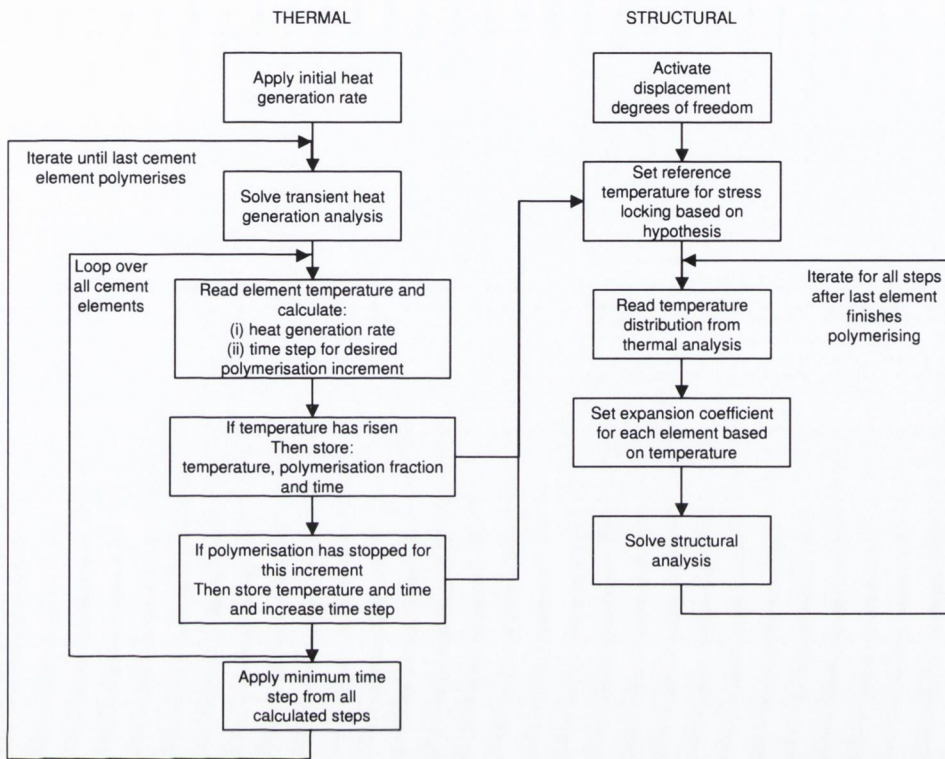 THERMAL
Apply initial heat
generation rate
Iterate until last cement
element polymerises
Solve transient heat
generation analysis
Loop over
all cement
elements
Read element temperature and
calculate:
(i) heat generation rate
(ii) time step for desired
polymerisation increment
If temperature has risen
Then store:
temperature, polymerisation fraction
and time
If polymerisation has stopped for
this increment
Then store temperature and time
and increase time step
Apply minimum time
step from all
calculated steps
STRUCTURAL
Activate
displacement
degrees of freedom
Set reference
temperature for stress
locking based on
hypothesis
Iterate for all steps
after last element
finishes
polymerising
Read temperature
distribution from
thermal analysis
Set expansion coefficient
for each element based
on temperature
Solve structural
analysis